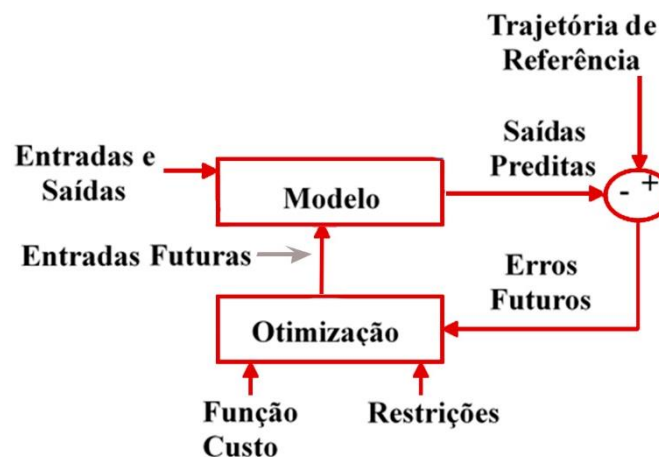 Trajetória de
Referência
Saídas
Preditas
Entradas e
Saídas
Modelo
- +
Entradas Futuras
Erros
Futuros
Otimização
Função
Custo
Restrições